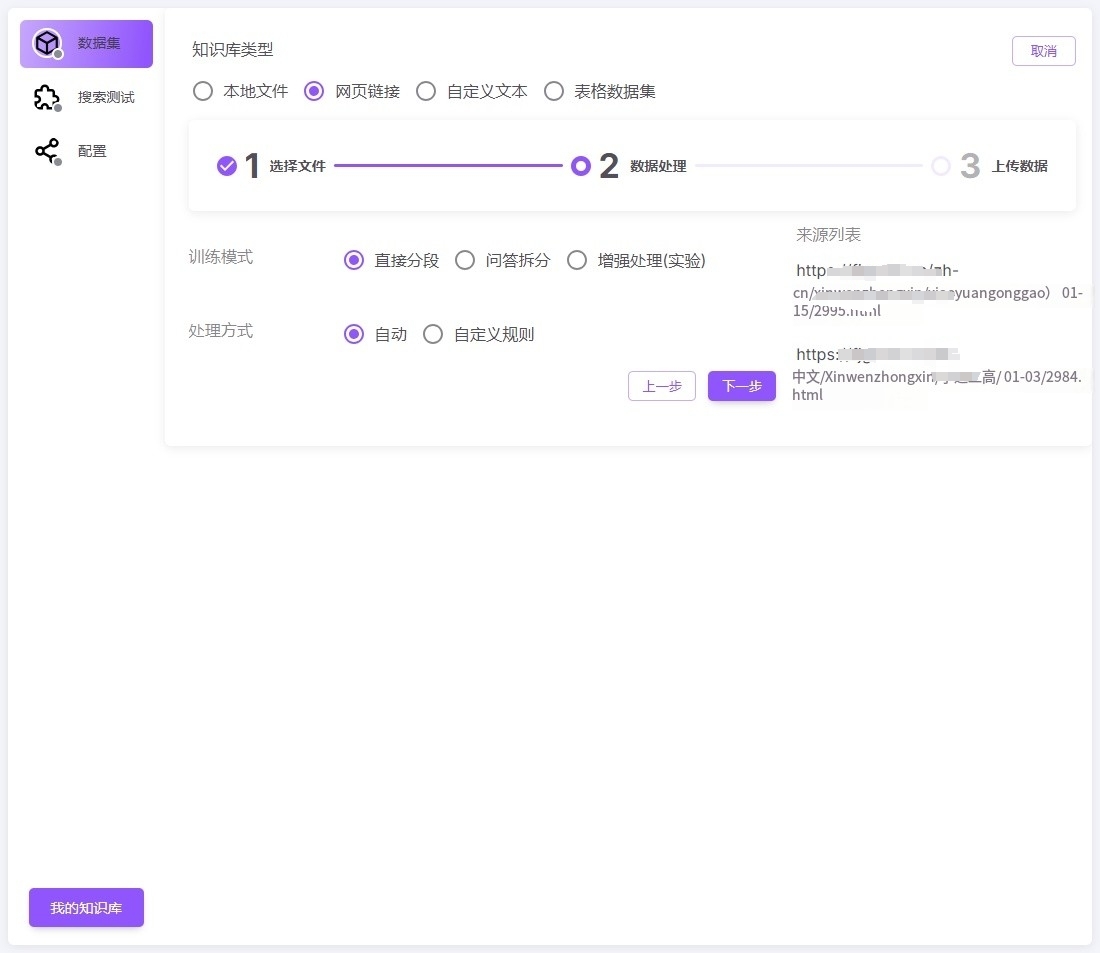 数据集
搜索测试
配置
知识库类型
取消
本地文件 网页链接 自定义文本 表格数据集
1 选择文件 2 数据处理 3 上传数据
训练模式
直接分段 问答拆分 增强处理(实验)
处理方式
自动 自定义规则
上一步 下一步
来源列表
https zh-
cn/ yuangonggao） 01-
15/2995.html
https:
中文/Xinwenzhongxin/ 高/ 01-03/2984.
html
我的知识库